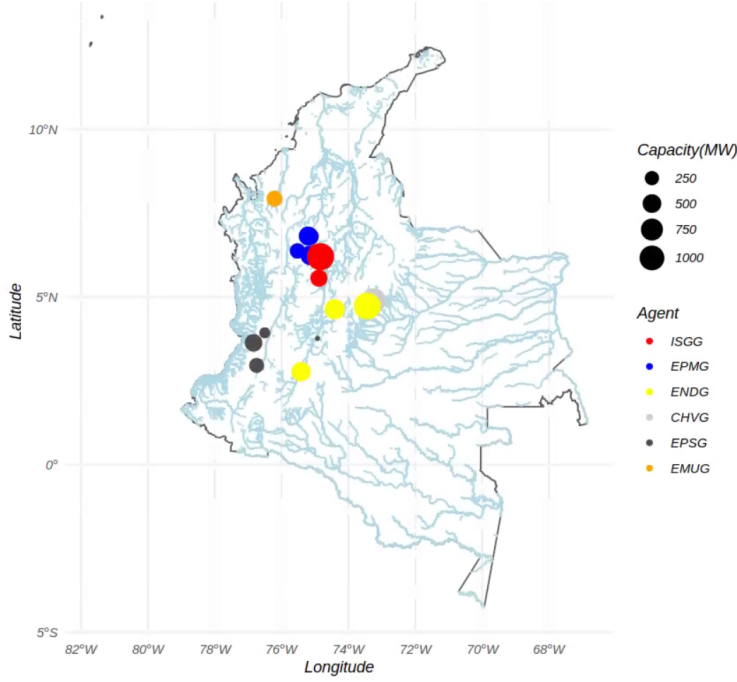 Capacity(MW)
250
500
750
1000
Agent
ISGG
EPMG
ENDG
CHVG
EPSG
EMUG
Latitude
10°N
5°N
0°
5°S
82°W 80°W 78°W 76°W 74°W 72°W 70°W 68°W
Longitude